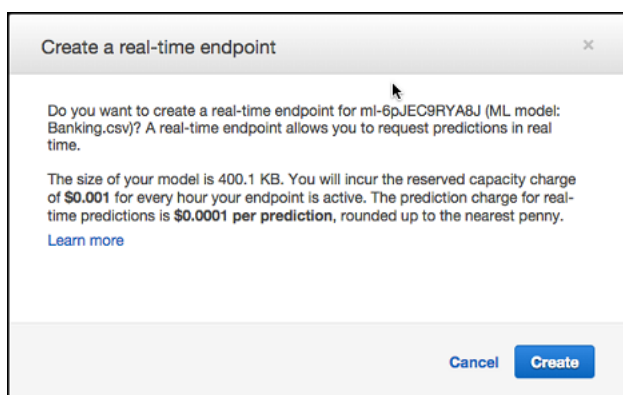 Create a real-time endpoint ×
Do you want to create a real-time endpoint for ml-6pJEC9RYA8J (ML model:
Banking.csv)? A real-time endpoint allows you to request predictions in real
time.
The size of your model is 400.1 KB. You will incur the reserved capacity charge
of $0.001 for every hour your endpoint is active. The prediction charge for real-
time predictions is $0.0001 per prediction, rounded up to the nearest penny.
Learn more
Cancel Create